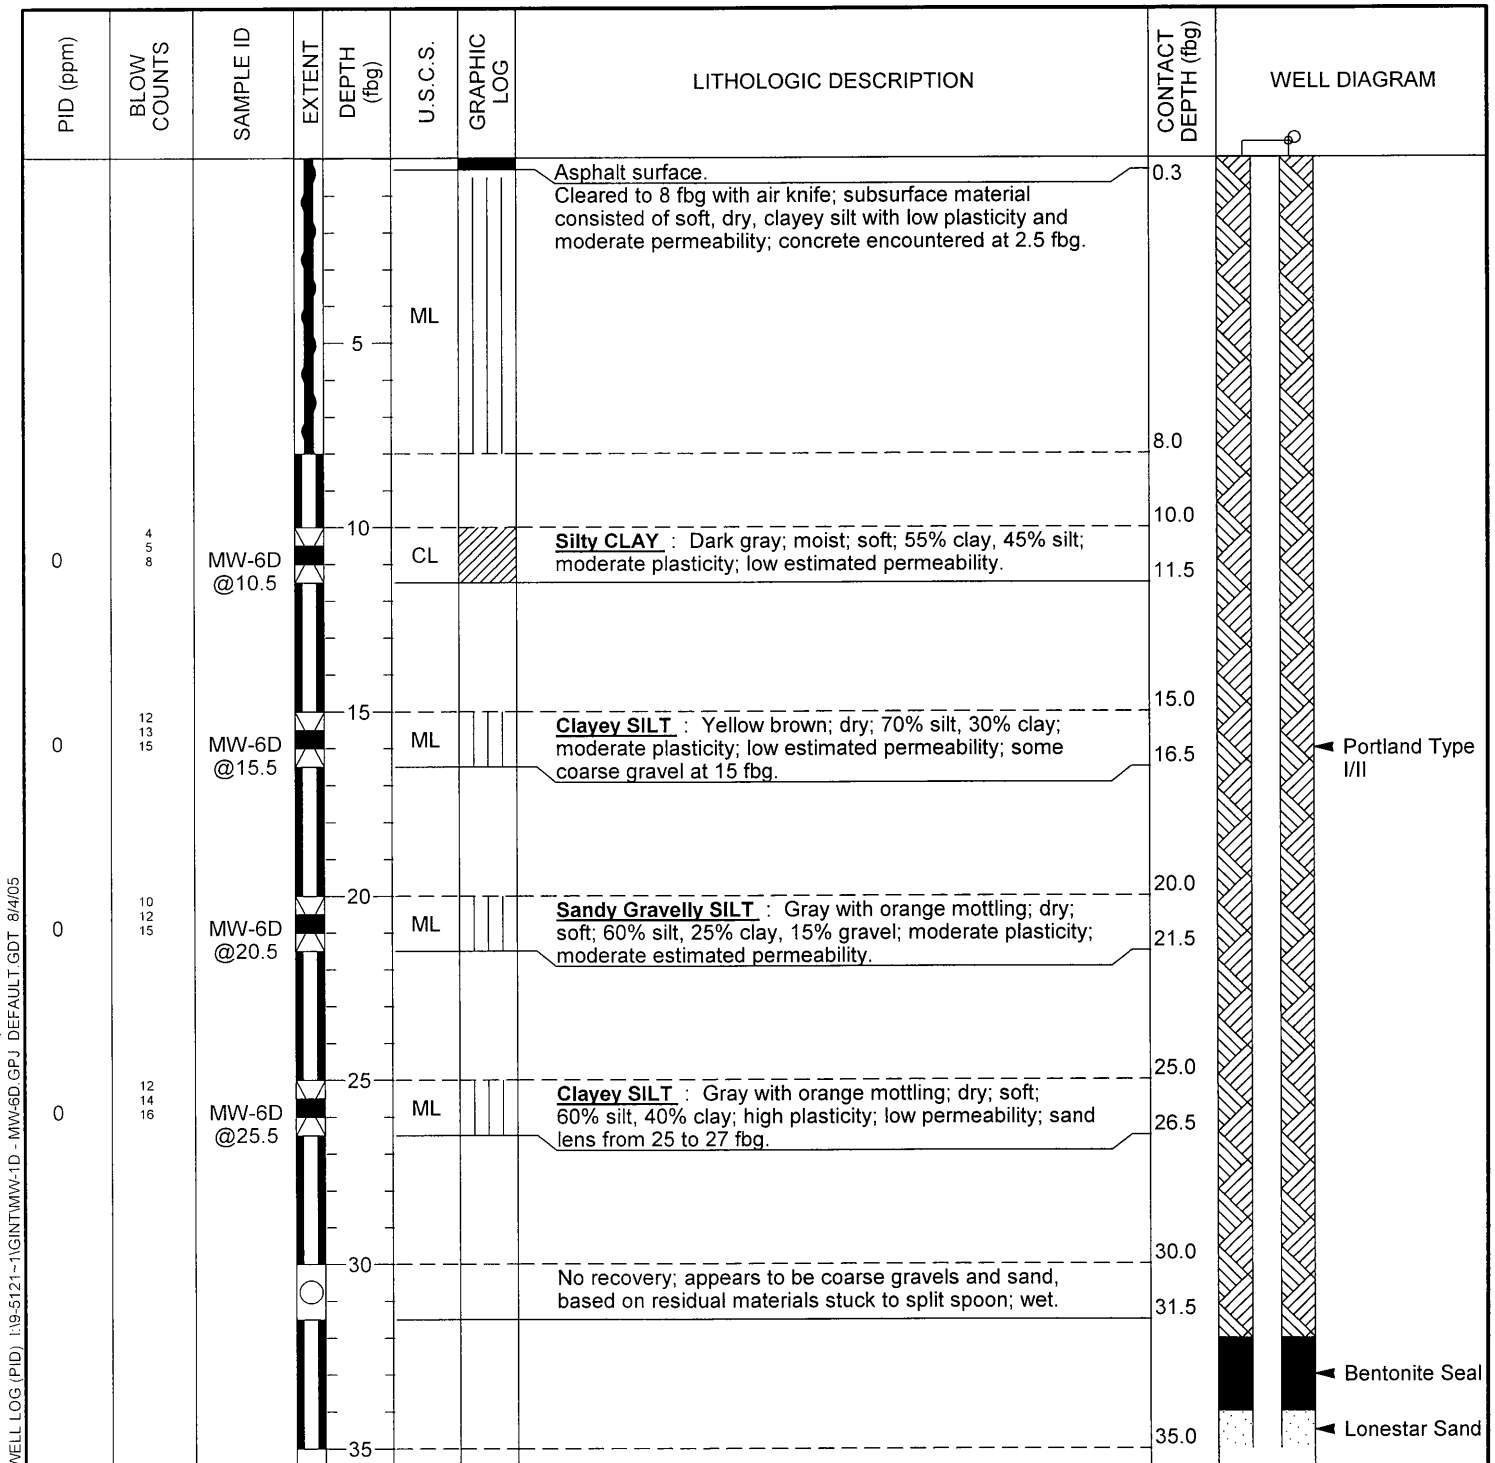 PID (ppm)
BLOW
COUNTS
SAMPLE ID
EXTENT
DEPTH
(fbg)
U.S.C.S.
GRAPHIC
LOG
LITHOLOGIC DESCRIPTION
CONTACT
DEPTH (fbg)
WELL DIAGRAM
Asphalt surface.
0.3
Cleared to 8 fbg with air knife; subsurface material
consisted of soft, dry, clayey silt with low plasticity and
moderate permeability; concrete encountered at 2.5 fbg.
ML
5
8.0
10
10.0
4
5
8
0
MW-6D
@10.5
CL
Silty CLAY : Dark gray; moist; soft; 55% clay, 45% silt;
moderate plasticity; low estimated permeability.
11.5
15
15.0
12
13
15
0
MW-6D
@15.5
ML
Clayey SILT : Yellow brown; dry; 70% silt, 30% clay;
moderate plasticity; low estimated permeability; some
coarse gravel at 15 fbg.
16.5
Portland Type
I/II
20
20.0
10
12
15
0
MW-6D
@20.5
ML
Sandy Gravelly SILT : Gray with orange mottling; dry;
soft; 60% silt, 25% clay, 15% gravel; moderate plasticity;
moderate estimated permeability.
21.5
25
25.0
12
14
16
0
MW-6D
@25.5
ML
Clayey SILT : Gray with orange mottling; dry; soft;
60% silt, 40% clay; high plasticity; low permeability; sand
lens from 25 to 27 fbg.
26.5
30
30.0
No recovery; appears to be coarse gravels and sand,
based on residual materials stuck to split spoon; wet.
31.5
Bentonite Seal
Lonestar Sand
35
35.0
WELL LOG (PID) I:\9-5121~1\GINT\MW-1D - MW-6D.GPJ DEFAULT.GDT 8/4/05